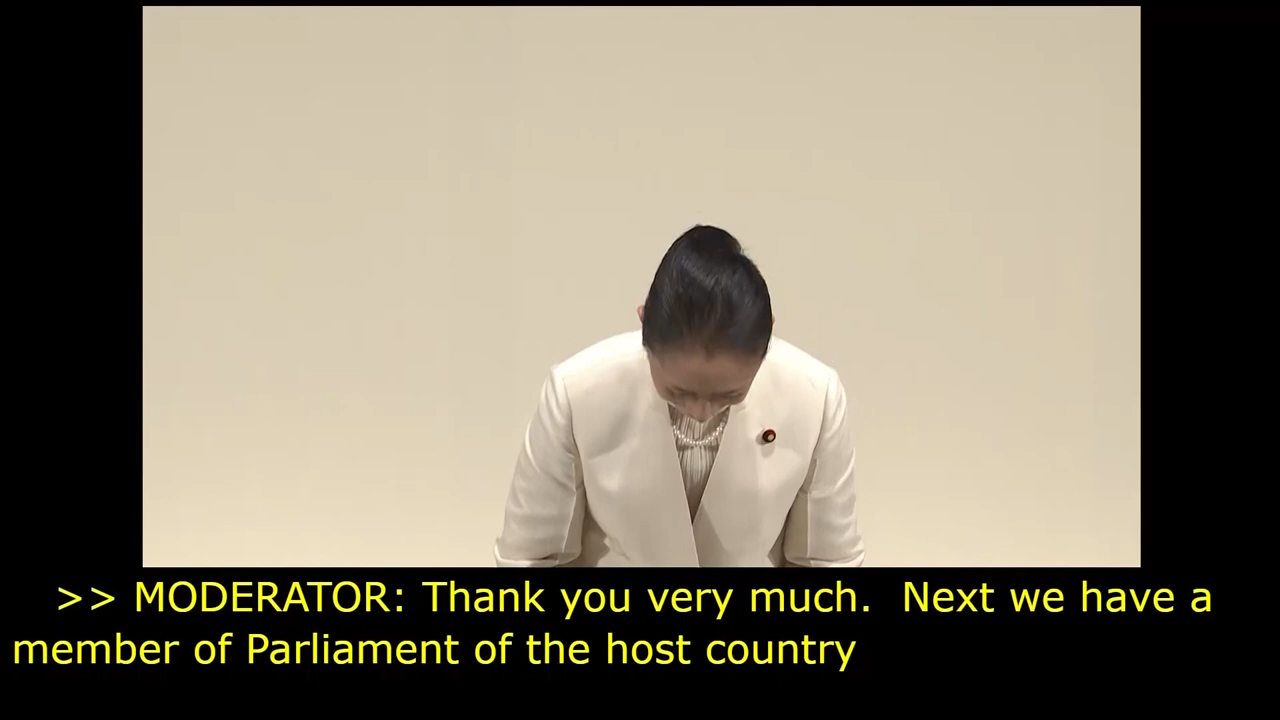 >> MODERATOR: Thank you very much.  Next we have a
member of Parliament of the host country